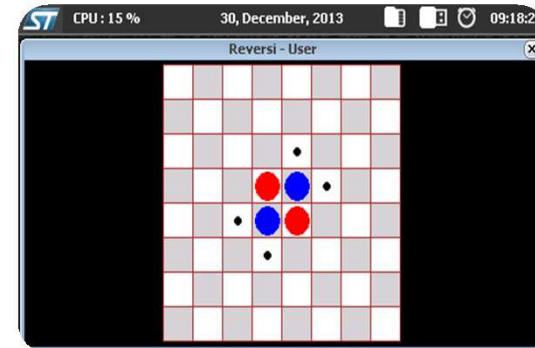 ST CPU : 15 % 30, December, 2013 09:18:2
Reversi - User